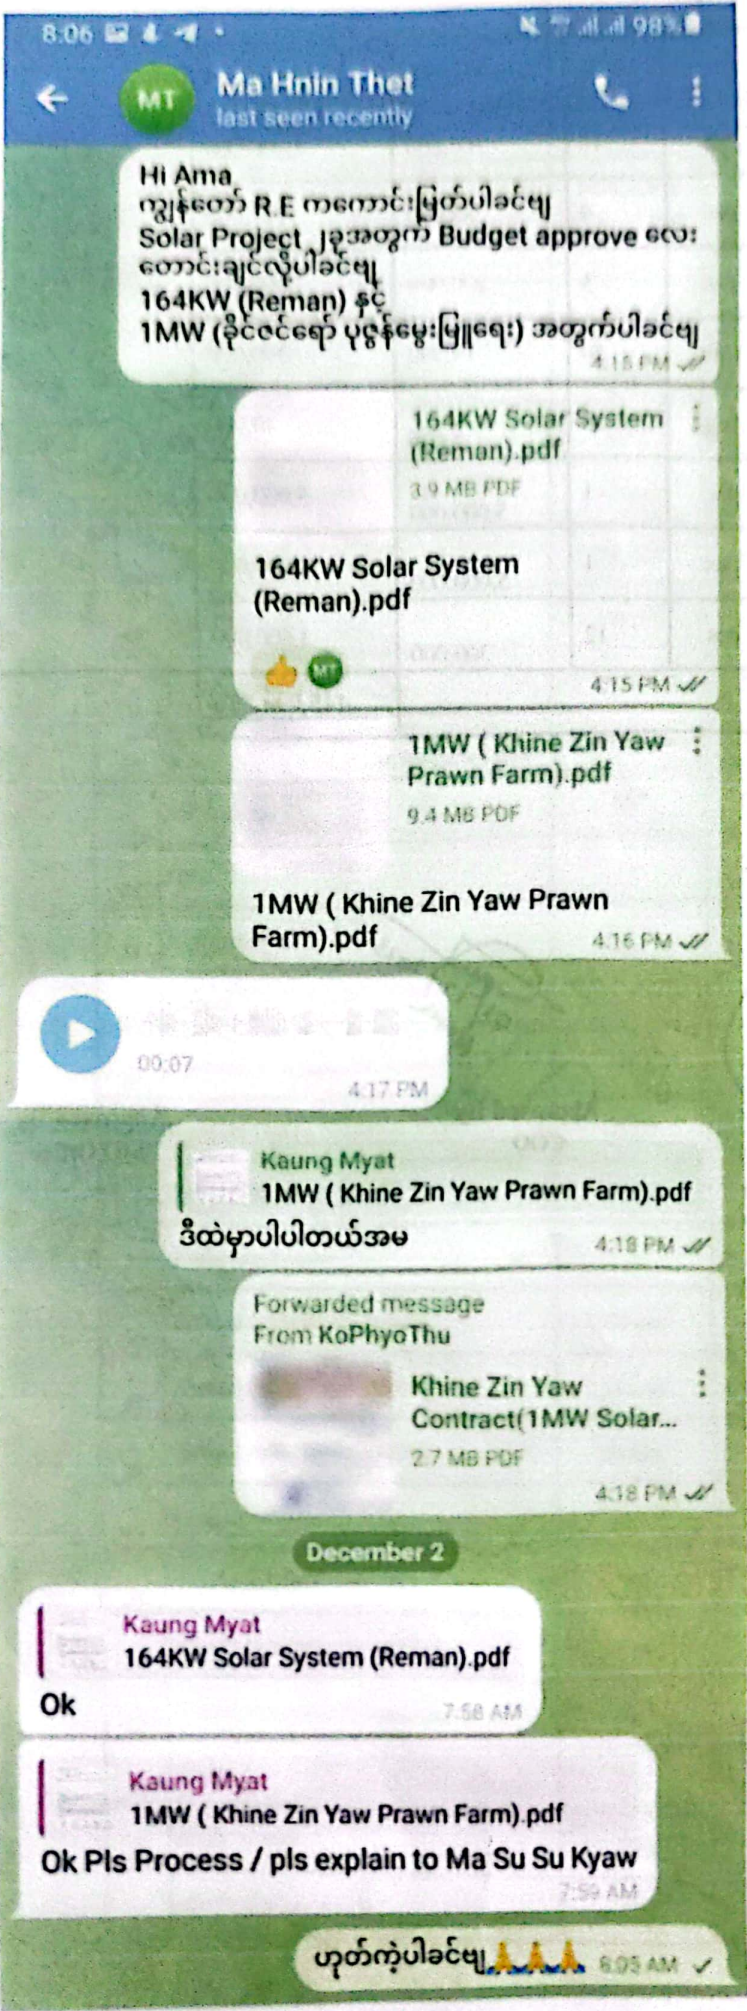 8:06
98%
MT
Ma Hnin Thet
last seen recently
Hi Ama
ကျွန်တော် R.E ကကောင်းမြတ်ပါခင်ဗျ
Solar Project ၂ခုအတွက် Budget approve လေး
တောင်းချင်လို့ပါခင်ဗျ
164KW (Reman) နှင့်
1MW (ခိုင်ဇင်ရော် ပုဇွန်မွေးမြူရေး) အတွက်ပါခင်ဗျ
4:15 PM
164KW Solar System
(Reman).pdf
3.9 MB PDF
164KW Solar System
(Reman).pdf
MT
4:15 PM
1MW ( Khine Zin Yaw
Prawn Farm).pdf
9.4 MB PDF
1MW ( Khine Zin Yaw Prawn
Farm).pdf
4:16 PM
00:07
4:17 PM
Kaung Myat
1MW ( Khine Zin Yaw Prawn Farm).pdf
ဒီထဲမှာပါပါတယ်အမ
4:18 PM
Forwarded message
From KoPhyoThu
Khine Zin Yaw
Contract(1MW Solar...
2.7 MB PDF
4:18 PM
December 2
Kaung Myat
164KW Solar System (Reman).pdf
Ok
7:58 AM
Kaung Myat
1MW ( Khine Zin Yaw Prawn Farm).pdf
Ok Pls Process / pls explain to Ma Su Su Kyaw
7:59 AM
ဟုတ်ကဲ့ပါခင်ဗျ🙏🙏🙏
8:05 AM